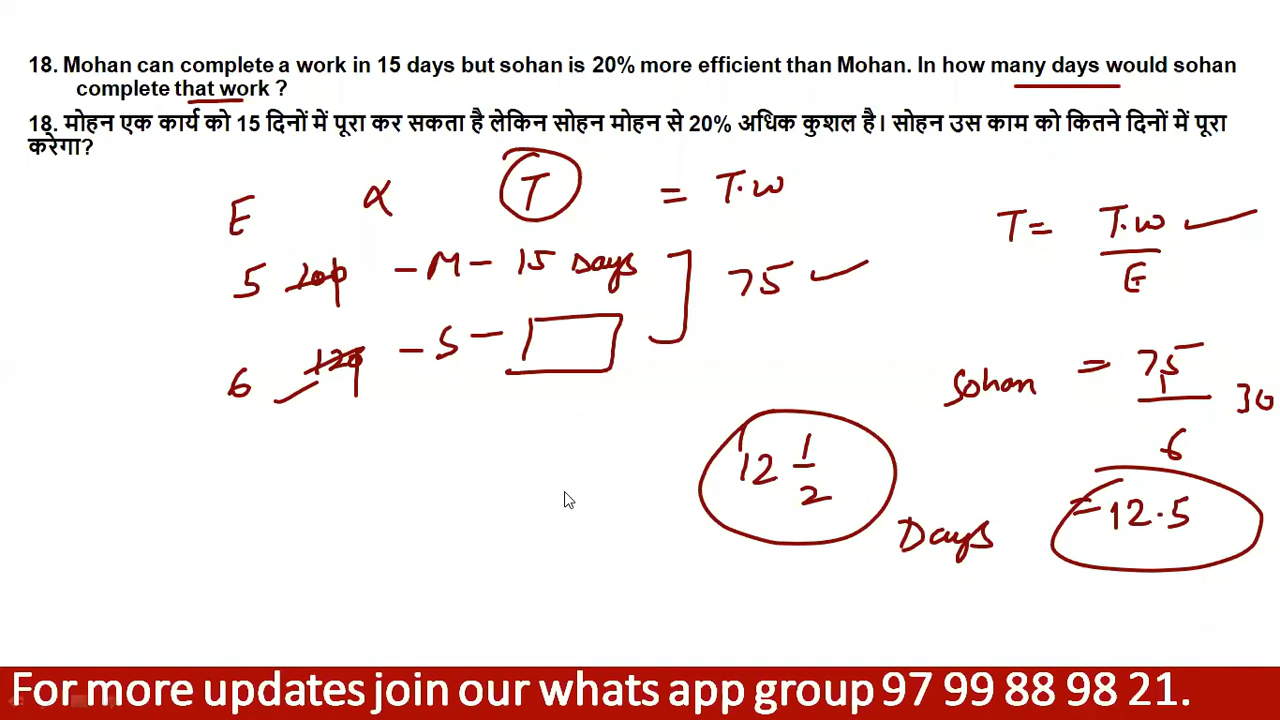 18. Mohan can complete a work in 15 days but sohan is 20% more efficient than Mohan. In how many days would sohan
complete that work ?
18. मोहन एक कार्य को 15 दिनों में पूरा कर सकता है लेकिन सोहन मोहन से 20% अधिक कुशल है। सोहन उस काम को कितने दिनों में पूरा
करेगा?
E ∝ T = T.W
T = T.W / E
5 100 - M - 15 Days 75
6 120 - S -
Sohan = 75 / 6
12 1/2 Days
= 12.5
For more updates join our whats app group 97 99 88 98 21.